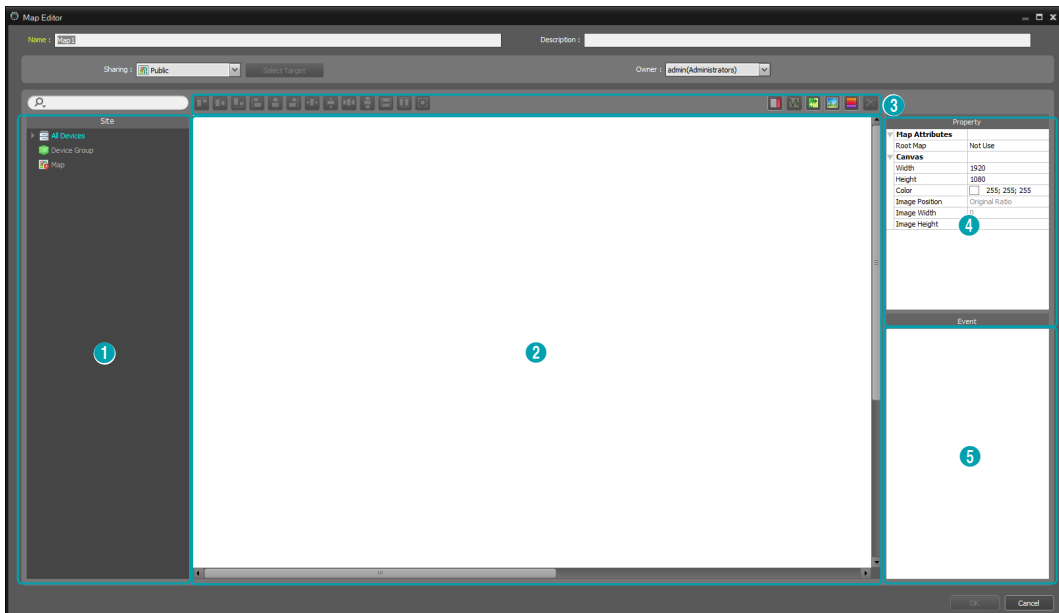 Map Editor
Name : Map1
Description :
Sharing : Public
Select Target
Owner : admin(Administrators)
3
Site
Property
All Devices
Device Group
Map
Map Attributes
Root Map Not Use
Canvas
Width 1920
Height 1080
Color 255; 255; 255
Image Position Original Ratio
Image Width 0
Image Height
4
Event
1
2
5
OK
Cancel